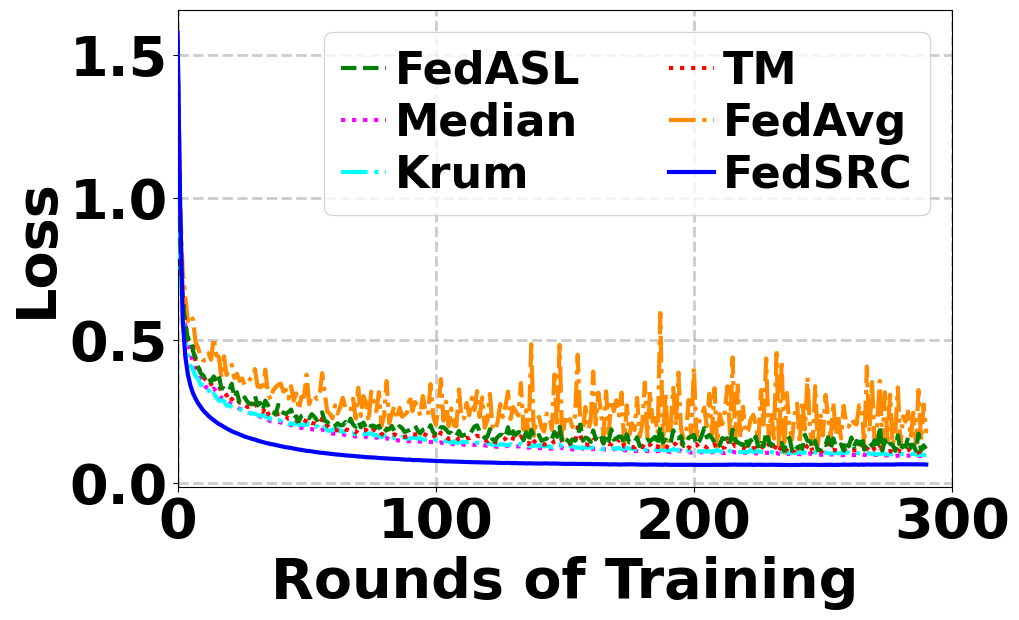 1.5
1.0
0.5
0.0
Loss
FedASL
Median
Krum
TM
FedAvg
FedSRC
0 100 200 300
Rounds of Training